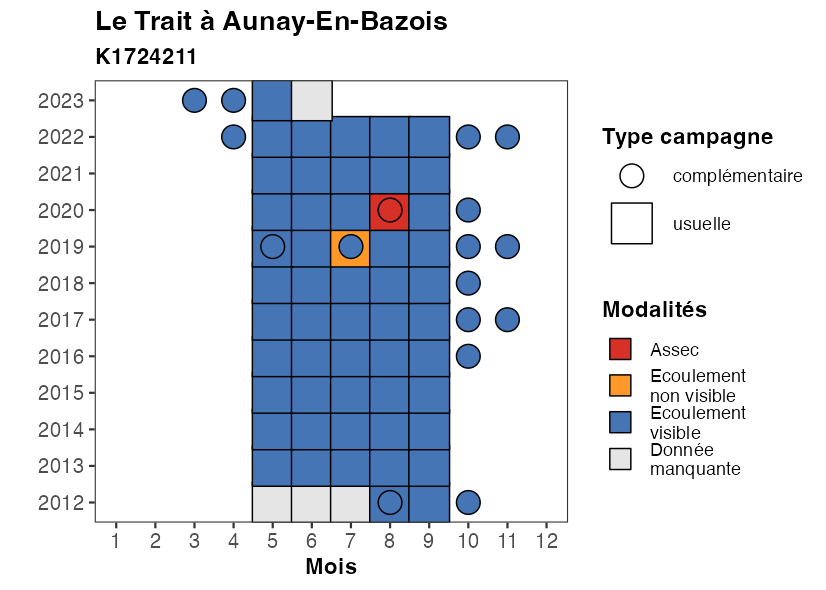 Le Trait à Aunay-En-Bazois
K1724211
2023
2022
2021
2020
2019
2018
2017
2016
2015
2014
2013
2012
1 2 3 4 5 6 7 8 9 10 11 12
Mois
Type campagne
complémentaire
usuelle
Modalités
Assec
Ecoulement
non visible
Ecoulement
visible
Donnée
manquante